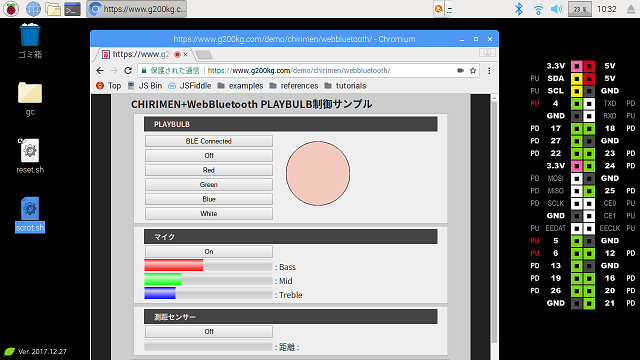 https://www.g200kg.c
23 %
10:32
ゴミ箱
gc
reset.sh
scrot.sh
Ver. 2017.12.27
https://www.g200kg.com/demo/chirimen/webbluetooth/ - Chromium
https://www.g2
保護された通信
https://www.g200kg.com/demo/chirimen/webbluetooth/
Top
JS Bin
JSFiddle
examples
references
tutorials
CHIRIMEN+WebBluetooth PLAYBULB制御サンプル
PLAYBULB
BLE Connected
Off
Red
Green
Blue
White
マイク
On
: Bass
: Mid
: Treble
測距センサー
Off
: 距離 :
3.3V 5V
PU SDA 5V
PU SCL GND
PU 4 TXD PD
GND RXD PU
PD 17 18 PD
PD 27 GND
PD 22 23 PD
3.3V 24 PD
PD MOSI GND
PD MISO 25 PD
PD SCLK CE0 PU
GND CE1 PU
PU EEDAT EECLK PU
PU 5 GND
PU 6 12 PD
PD 13 GND
PD 19 16 PD
PD 26 20 PD
GND 21 PD